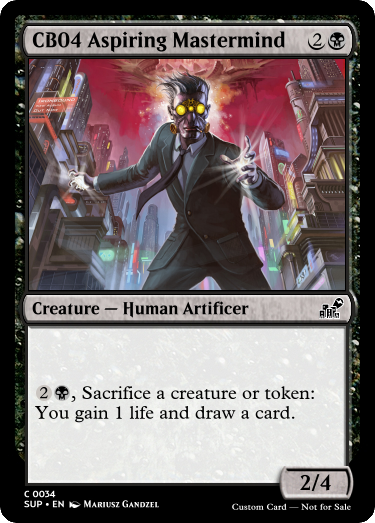 CB04 Aspiring Mastermind 2
Creature — Human Artificer
2, Sacrifice a creature or token:
You gain 1 life and draw a card.
2/4
C 0034
SUP • EN Mariusz Gandzel
Custom Card — Not for Sale